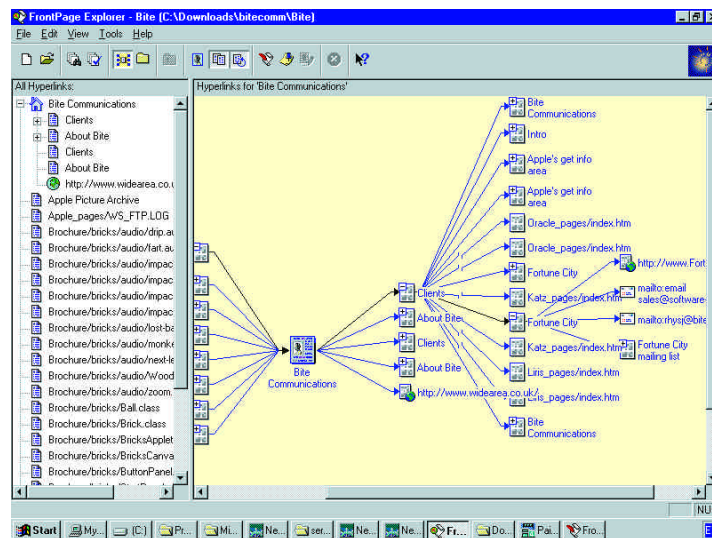 FrontPage Explorer - Bite (C:\Downloads\bitecomm\Bite)
File Edit View Tools Help
All Hyperlinks:
Bite Communications
Clients
About Bite
Clients
About Bite
http://www.widearea.co.u
Apple Picture Archive
Apple_pages/WS_FTP.LOG
Brochure/bricks/audio/drip.au
Brochure/bricks/audio/fart.au
Brochure/bricks/audio/impac
Brochure/bricks/audio/impac
Brochure/bricks/audio/impac
Brochure/bricks/audio/impac
Brochure/bricks/audio/lost-ba
Brochure/bricks/audio/monke
Brochure/bricks/audio/next-le
Brochure/bricks/audio/Wood
Brochure/bricks/audio/zoom.
Brochure/bricks/Ball.class
Brochure/bricks/Brick.class
Brochure/bricks/BricksApplet
Brochure/bricks/BricksCanva
Brochure/bricks/ButtonPanel.
Hyperlinks for 'Bite Communications'
Bite
Communications
Clients
About Bite
Clients
About Bite
http://www.widearea.co.uk/
Bite
Communications
Intro
Apple's get info
area
Apple's get info
area
Oracle_pages/index.htm
Oracle_pages/index.htm
Fortune City
Katz_pages/index.htm
Fortune City
Katz_pages/index.htm
Liris_pages/index.htm
Liris_pages/index.htm
Bite
Communications
http://www.Fort
mailto:email
sales@software-
mailto:rhysj@bite
Fortune City
mailing list
NU
Start
My...
(C:)
Pr...
Mi...
Ne...
ser...
Ne...
Ne...
Fr...
Do...
Pai...
Fro...